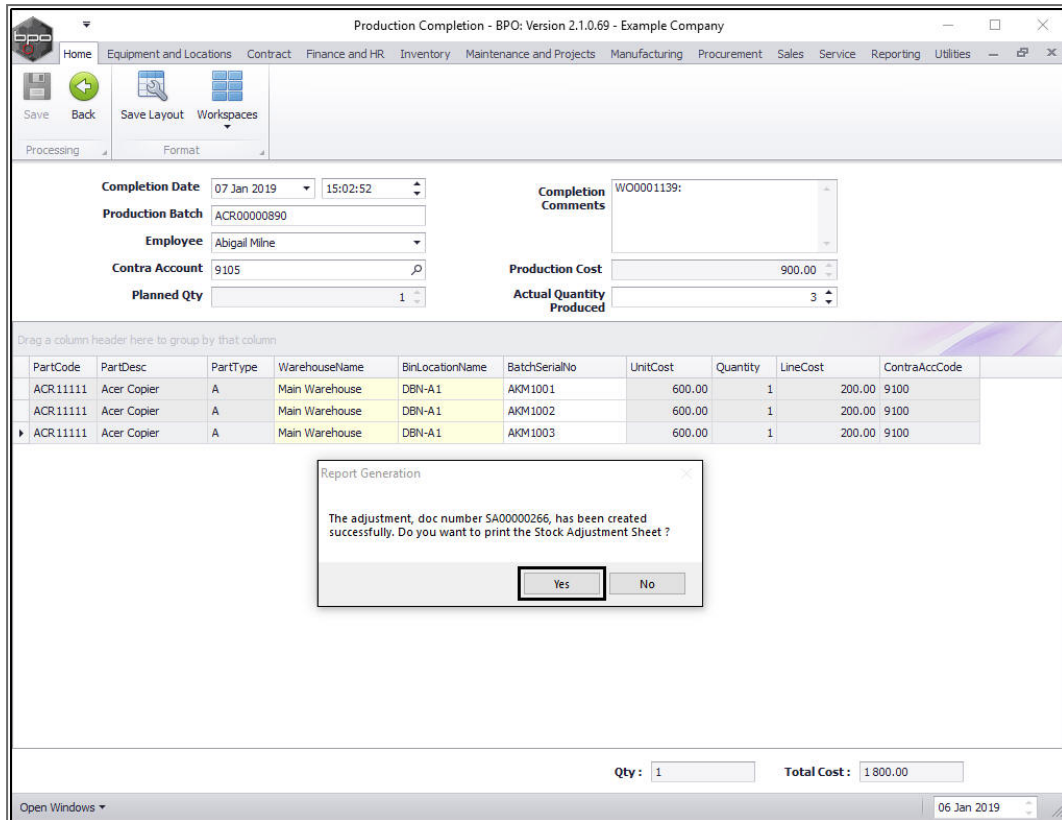 Production Completion - BPO: Version 2.1.0.69 - Example Company
bpo
Home Equipment and Locations Contract Finance and HR Inventory Maintenance and Projects Manufacturing Procurement Sales Service Reporting Utilities
Save Back Save Layout Workspaces
Processing Format
Completion Date 07 Jan 2019 15:02:52
Production Batch ACR00000890
Employee Abigail Milne
Contra Account 9105
Planned Qty 1
Completion Comments WO0001139:
Production Cost 900.00
Actual Quantity Produced 3
Drag a column header here to group by that column
PartCode PartDesc PartType WarehouseName BinLocationName BatchSerialNo UnitCost Quantity LineCost ContraAccCode
ACR11111 Acer Copier A Main Warehouse DBN-A1 AKM1001 600.00 1 200.00 9100
ACR11111 Acer Copier A Main Warehouse DBN-A1 AKM1002 600.00 1 200.00 9100
ACR11111 Acer Copier A Main Warehouse DBN-A1 AKM1003 600.00 1 200.00 9100
Report Generation
The adjustment, doc number SA00000266, has been created
successfully. Do you want to print the Stock Adjustment Sheet ?
Yes No
Qty : 1 Total Cost : 1 800.00
Open Windows 06 Jan 2019